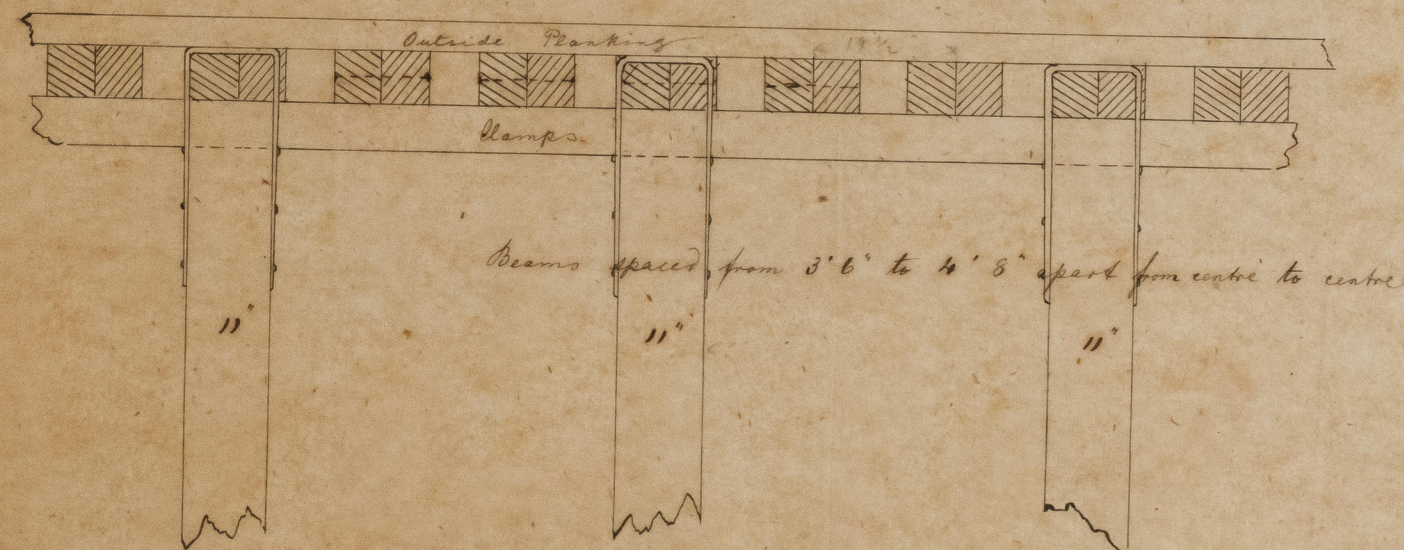 Outside Planking
Clamps
Beams spaced from 3' 6" to 4' 8" apart from centre to centre
11"
11"
11"